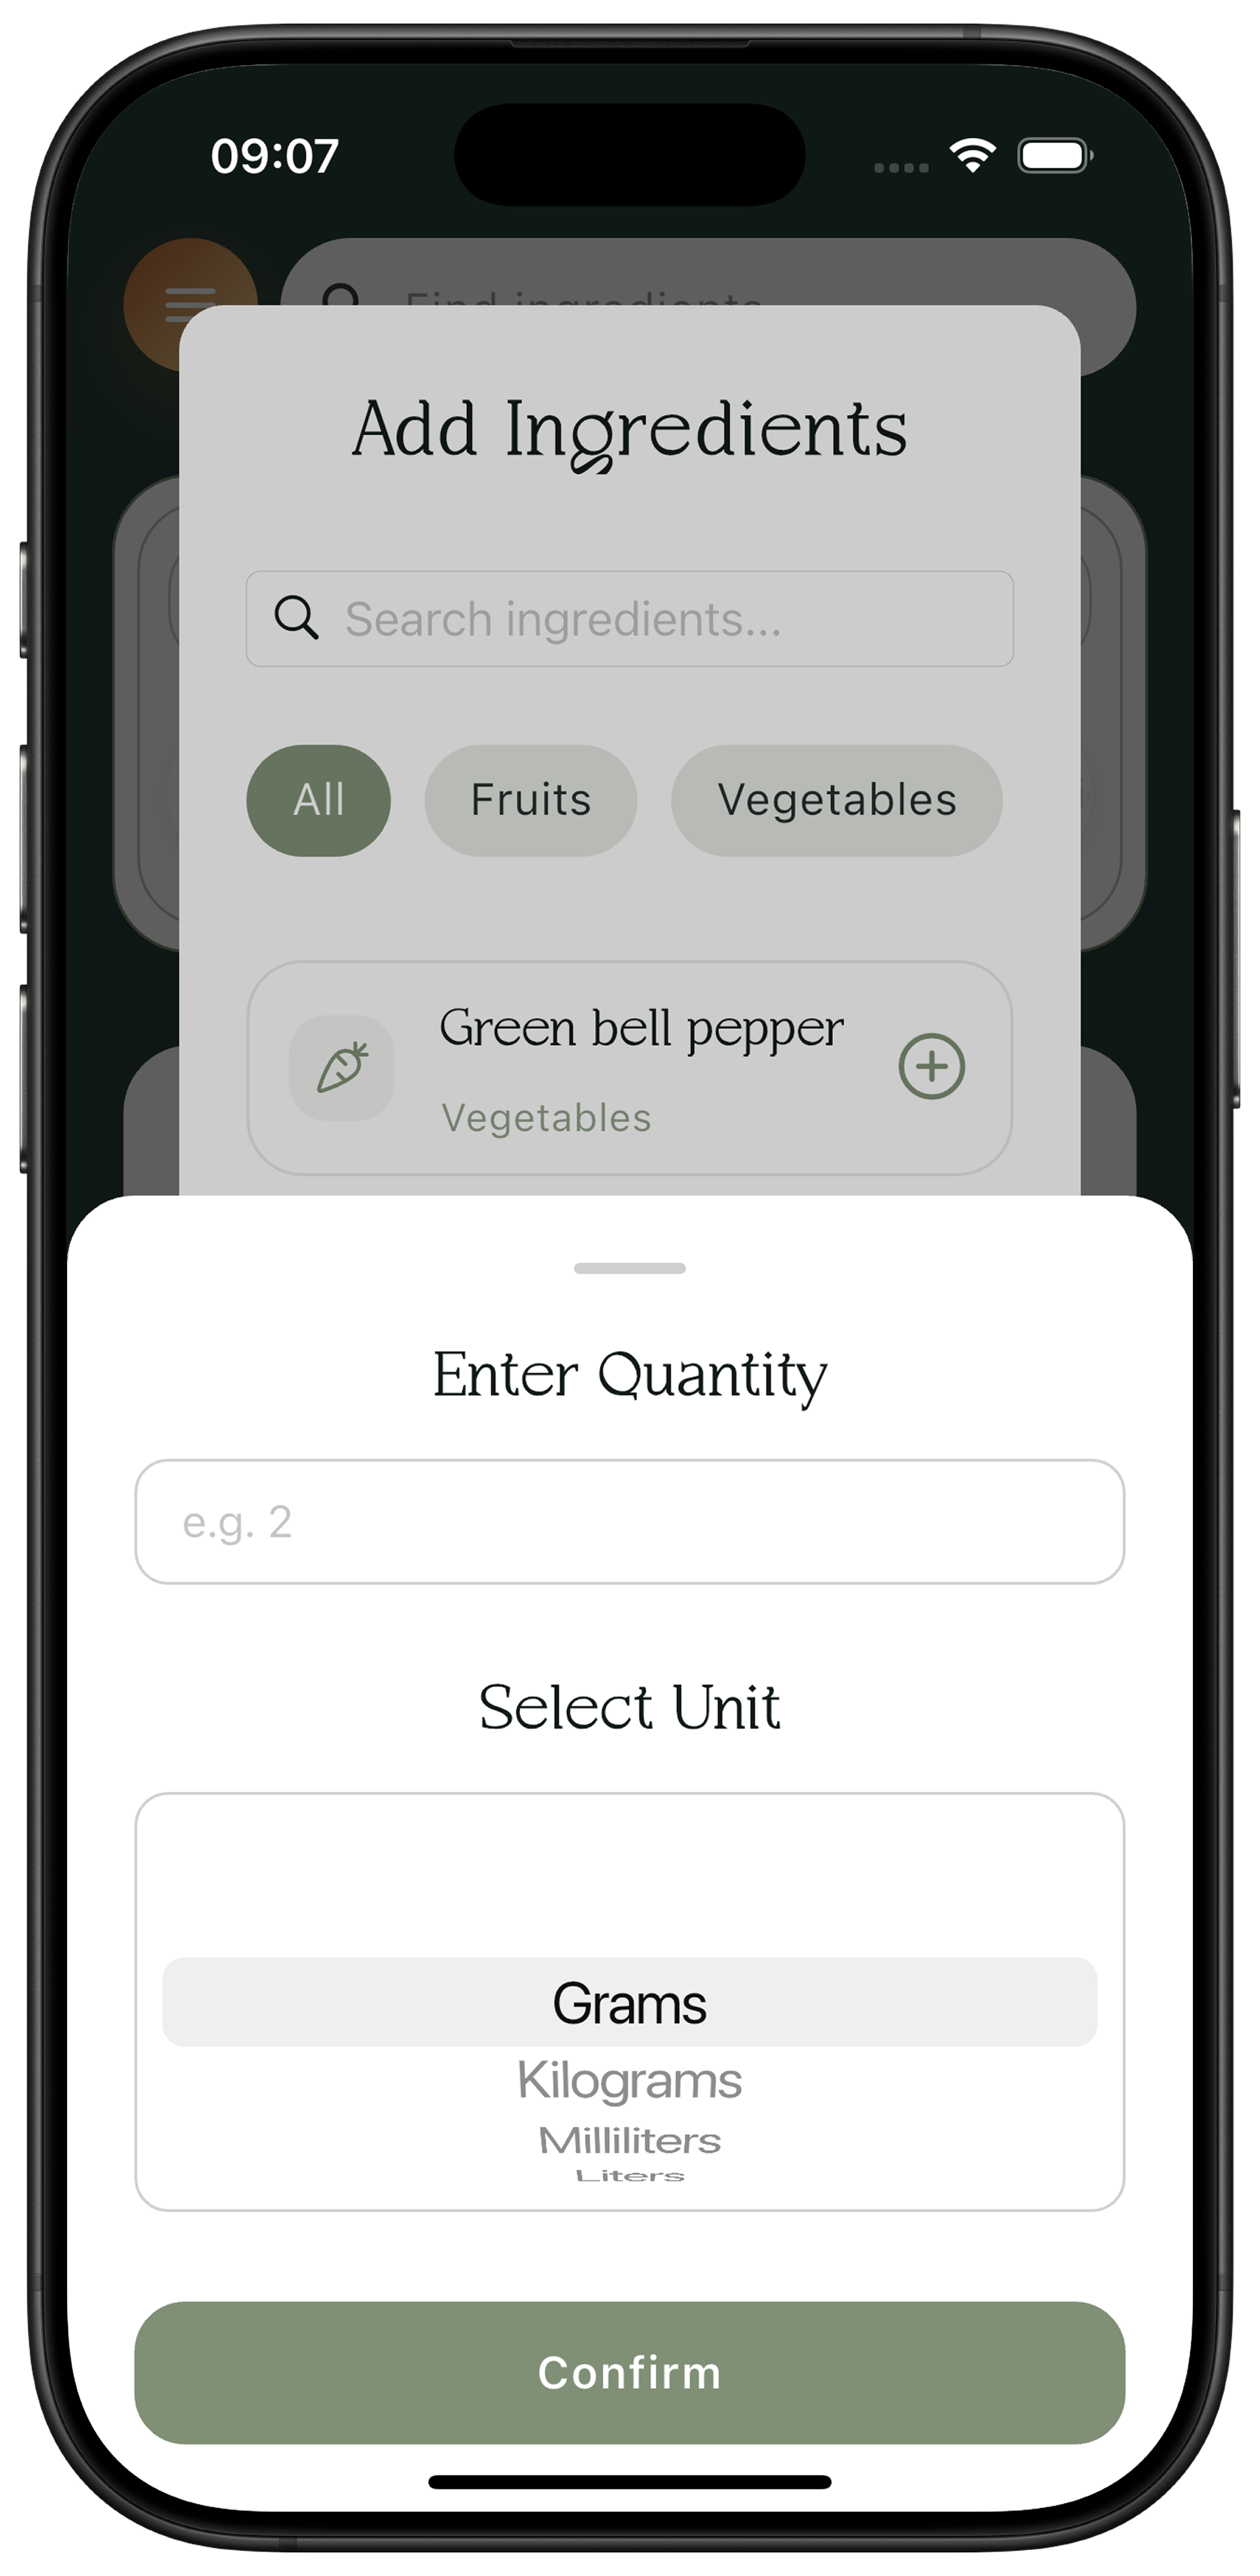 09:07
Find ingredients
Add Ingredients
Search ingredients...
All
Fruits
Vegetables
Green bell pepper
Vegetables
Enter Quantity
e.g. 2
Select Unit
Grams
Kilograms
Milliliters
Liters
Confirm